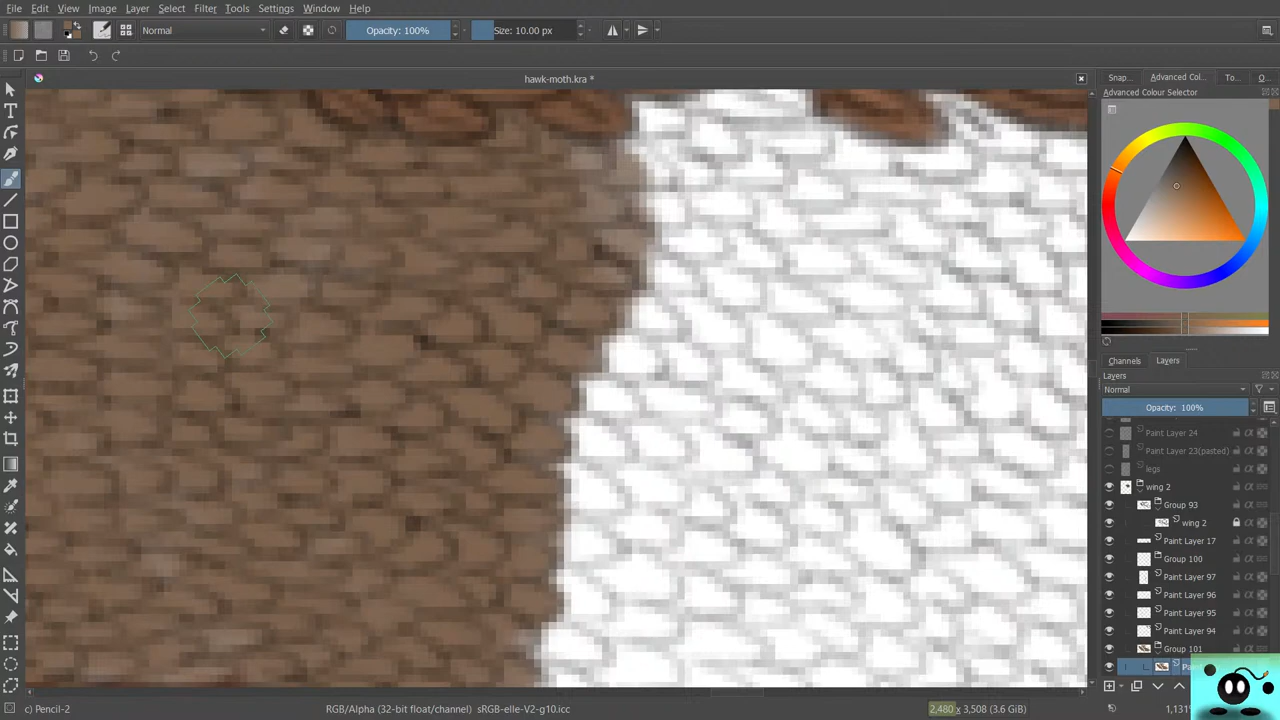 File Edit View Image Layer Select Filter Tools Settings Window Help
Normal Opacity: 100% Size: 10.00 px
hawk-moth.kra *
Snap... Advanced Col... To... O...
Advanced Colour Selector
Channels Layers
Layers
Normal
Opacity: 100%
Paint Layer 24
Paint Layer 23(pasted)
legs
wing 2
Group 93
wing 2
Paint Layer 17
Group 100
Paint Layer 97
Paint Layer 96
Paint Layer 95
Paint Layer 94
Group 101
c) Pencil-2 RGB/Alpha (32-bit float/channel) sRGB-elle-V2-g10.icc 2,480 x 3,508 (3.6 GiB)